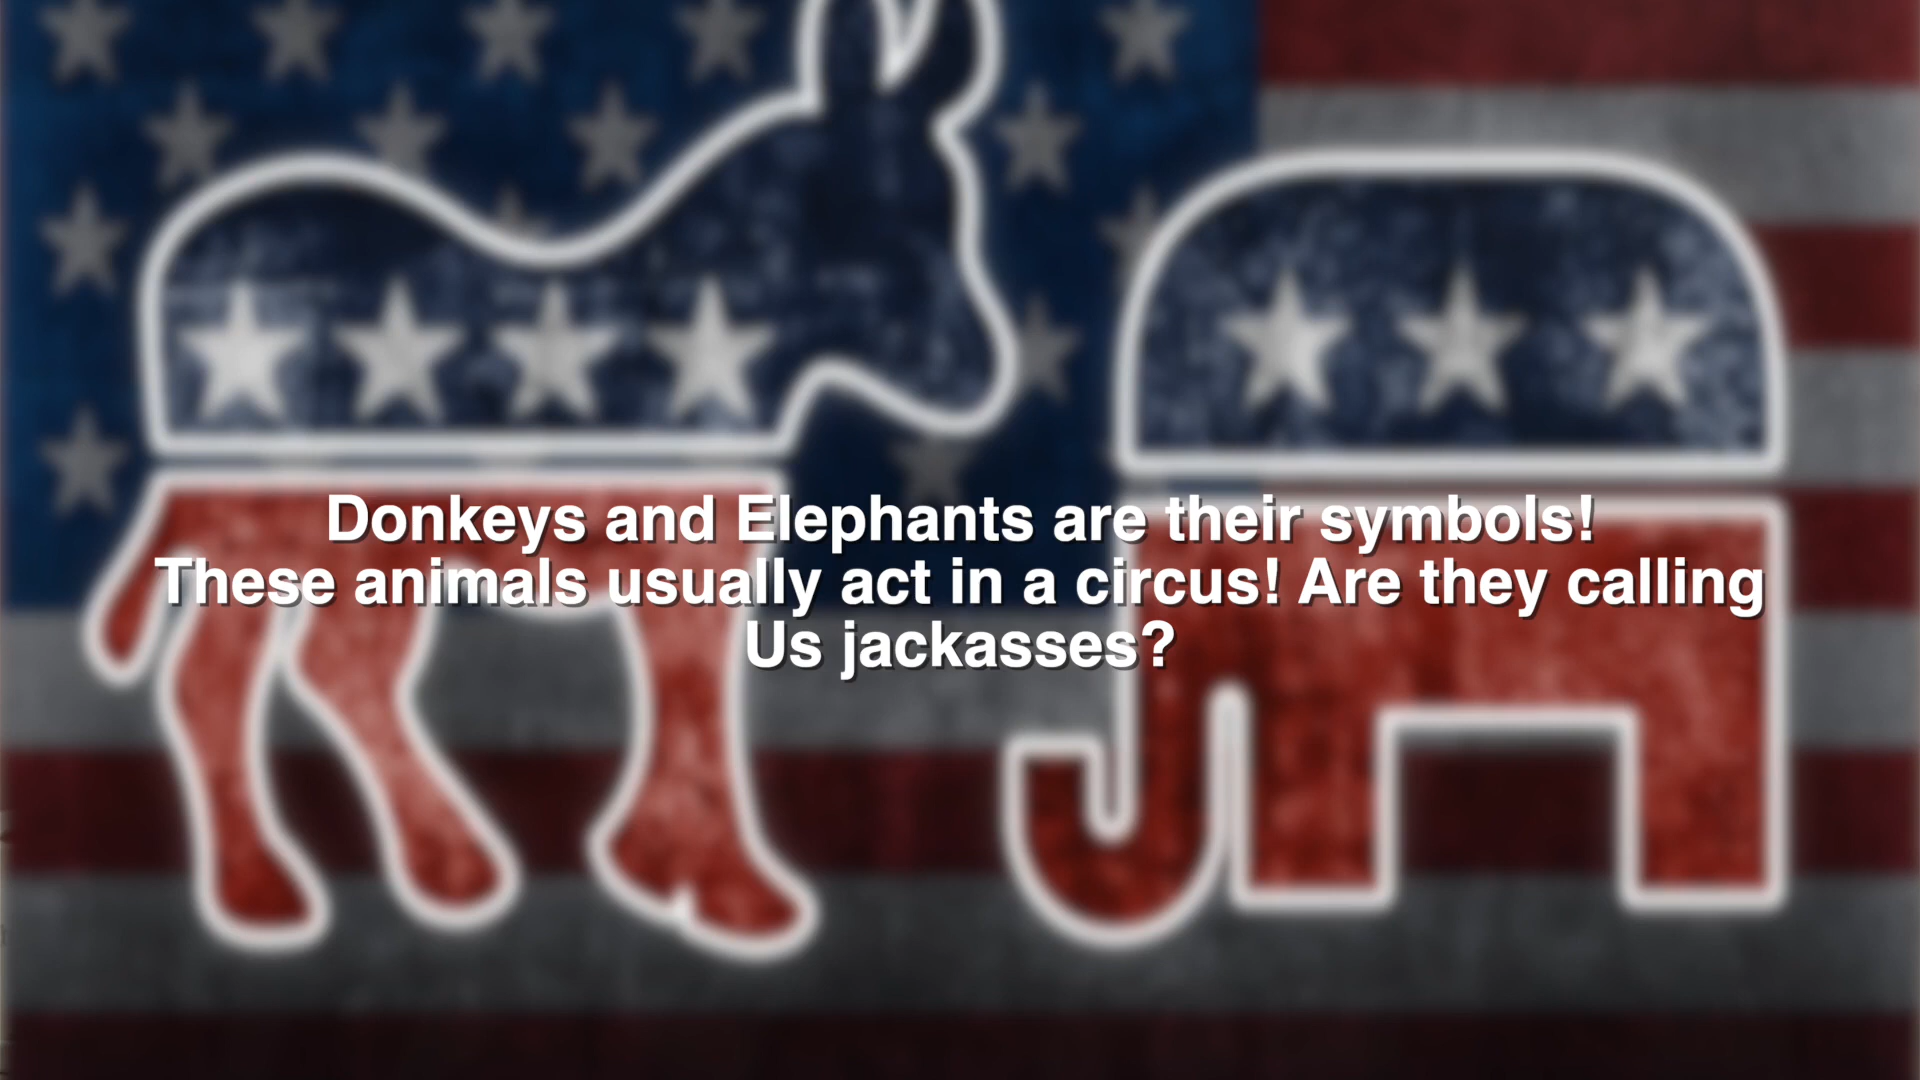 Donkeys and Elephants are their symbols!
These animals usually act in a circus! Are they calling
Us jackasses?